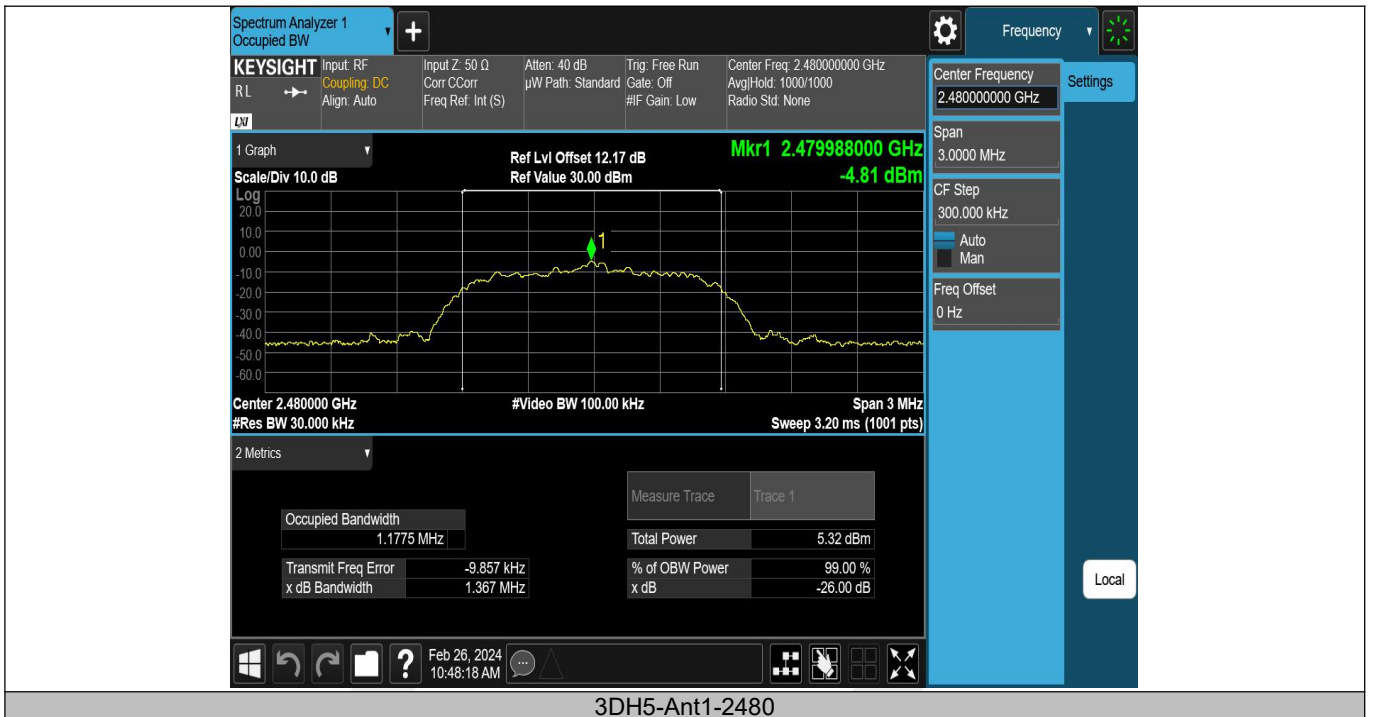 Spectrum Analyzer 1
Occupied BW
Frequency
KEYSIGHT
RL
LXI
Input: RF
Coupling: DC
Align: Auto
Input Z: 50 Ω
Corr CCorr
Freq Ref: Int (S)
Atten: 40 dB
µW Path: Standard
Trig: Free Run
Gate: Off
#IF Gain: Low
Center Freq: 2.480000000 GHz
Avg|Hold: 1000/1000
Radio Std: None
Center Frequency
2.480000000 GHz
Settings
Span
3.0000 MHz
CF Step
300.000 kHz
Auto
Man
Freq Offset
0 Hz
Local
1 Graph
Scale/Div 10.0 dB
Ref Lvl Offset 12.17 dB
Ref Value 30.00 dBm
Mkr1 2.479988000 GHz
-4.81 dBm
Log
20.0
10.0
0.00
-10.0
-20.0
-30.0
-40.0
-50.0
-60.0
1
Center 2.480000 GHz
#Video BW 100.00 kHz
Span 3 MHz
#Res BW 30.000 kHz
Sweep 3.20 ms (1001 pts)
2 Metrics
Measure Trace Trace 1
Occupied Bandwidth
1.1775 MHz
Total Power 5.32 dBm
Transmit Freq Error -9.857 kHz
% of OBW Power 99.00 %
x dB Bandwidth 1.367 MHz
x dB -26.00 dB
?
Feb 26, 2024
10:48:18 AM
3DH5-Ant1-2480